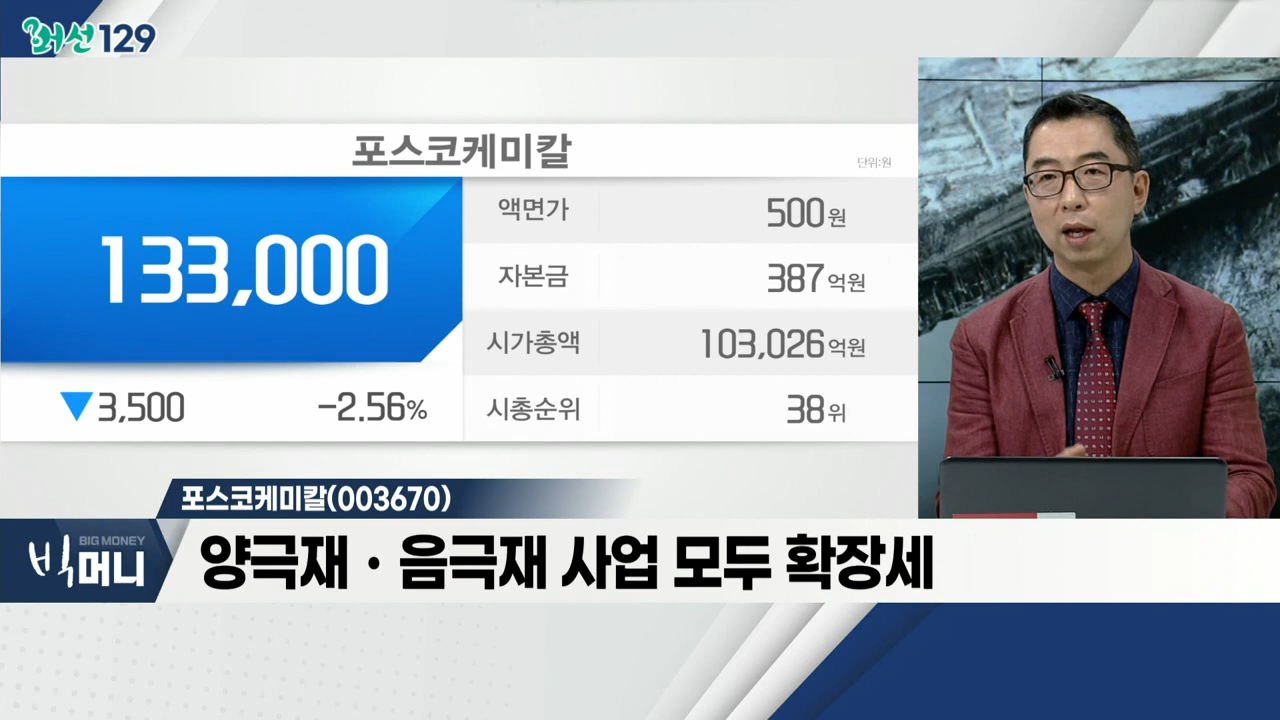 머선129
포스코케미칼
단위:원
133,000
▼3,500 -2.56%
액면가 500원
자본금 387억원
시가총액 103,026억원
시총순위 38위
포스코케미칼(003670)
BIG MONEY
빅머니
양극재·음극재 사업 모두 확장세